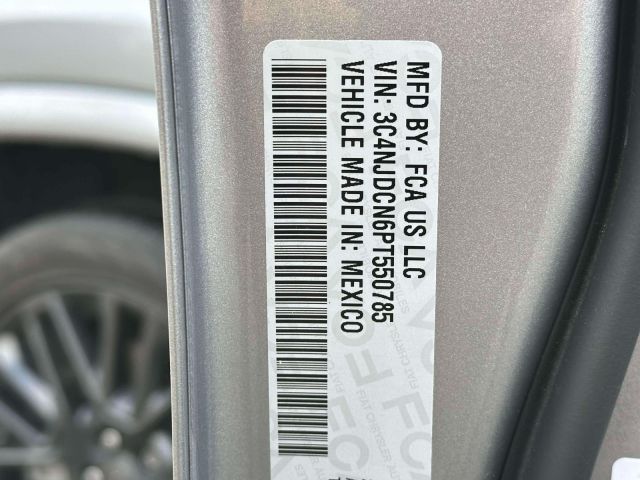 MFD BY: FCA US LLC
VIN: 3C4NJDCN6PT550785
VEHICLE MADE IN: MEXICO